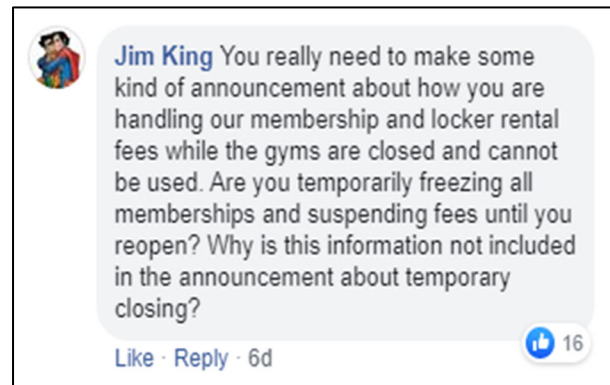 Jim King You really need to make some
kind of announcement about how you are
handling our membership and locker rental
fees while the gyms are closed and cannot
be used. Are you temporarily freezing all
memberships and suspending fees until you
reopen? Why is this information not included
in the announcement about temporary
closing?
16
Like · Reply · 6d